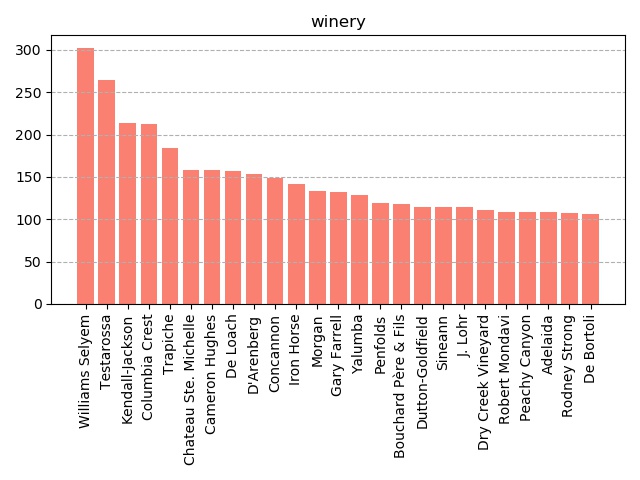 winery
300
250
200
150
100
50
0
Williams Selyem
Testarossa
Kendall-Jackson
Columbia Crest
Trapiche
Chateau Ste. Michelle
Cameron Hughes
De Loach
D'Arenberg
Concannon
Iron Horse
Morgan
Gary Farrell
Yalumba
Penfolds
Bouchard Père & Fils
Dutton-Goldfield
Sineann
J. Lohr
Dry Creek Vineyard
Robert Mondavi
Peachy Canyon
Adelaida
Rodney Strong
De Bortoli